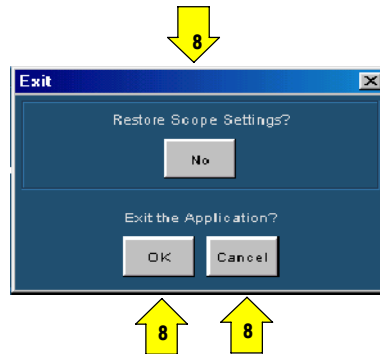 8
Exit
Restore Scope Settings?
No
Exit the Application?
OK Cancel
8 8